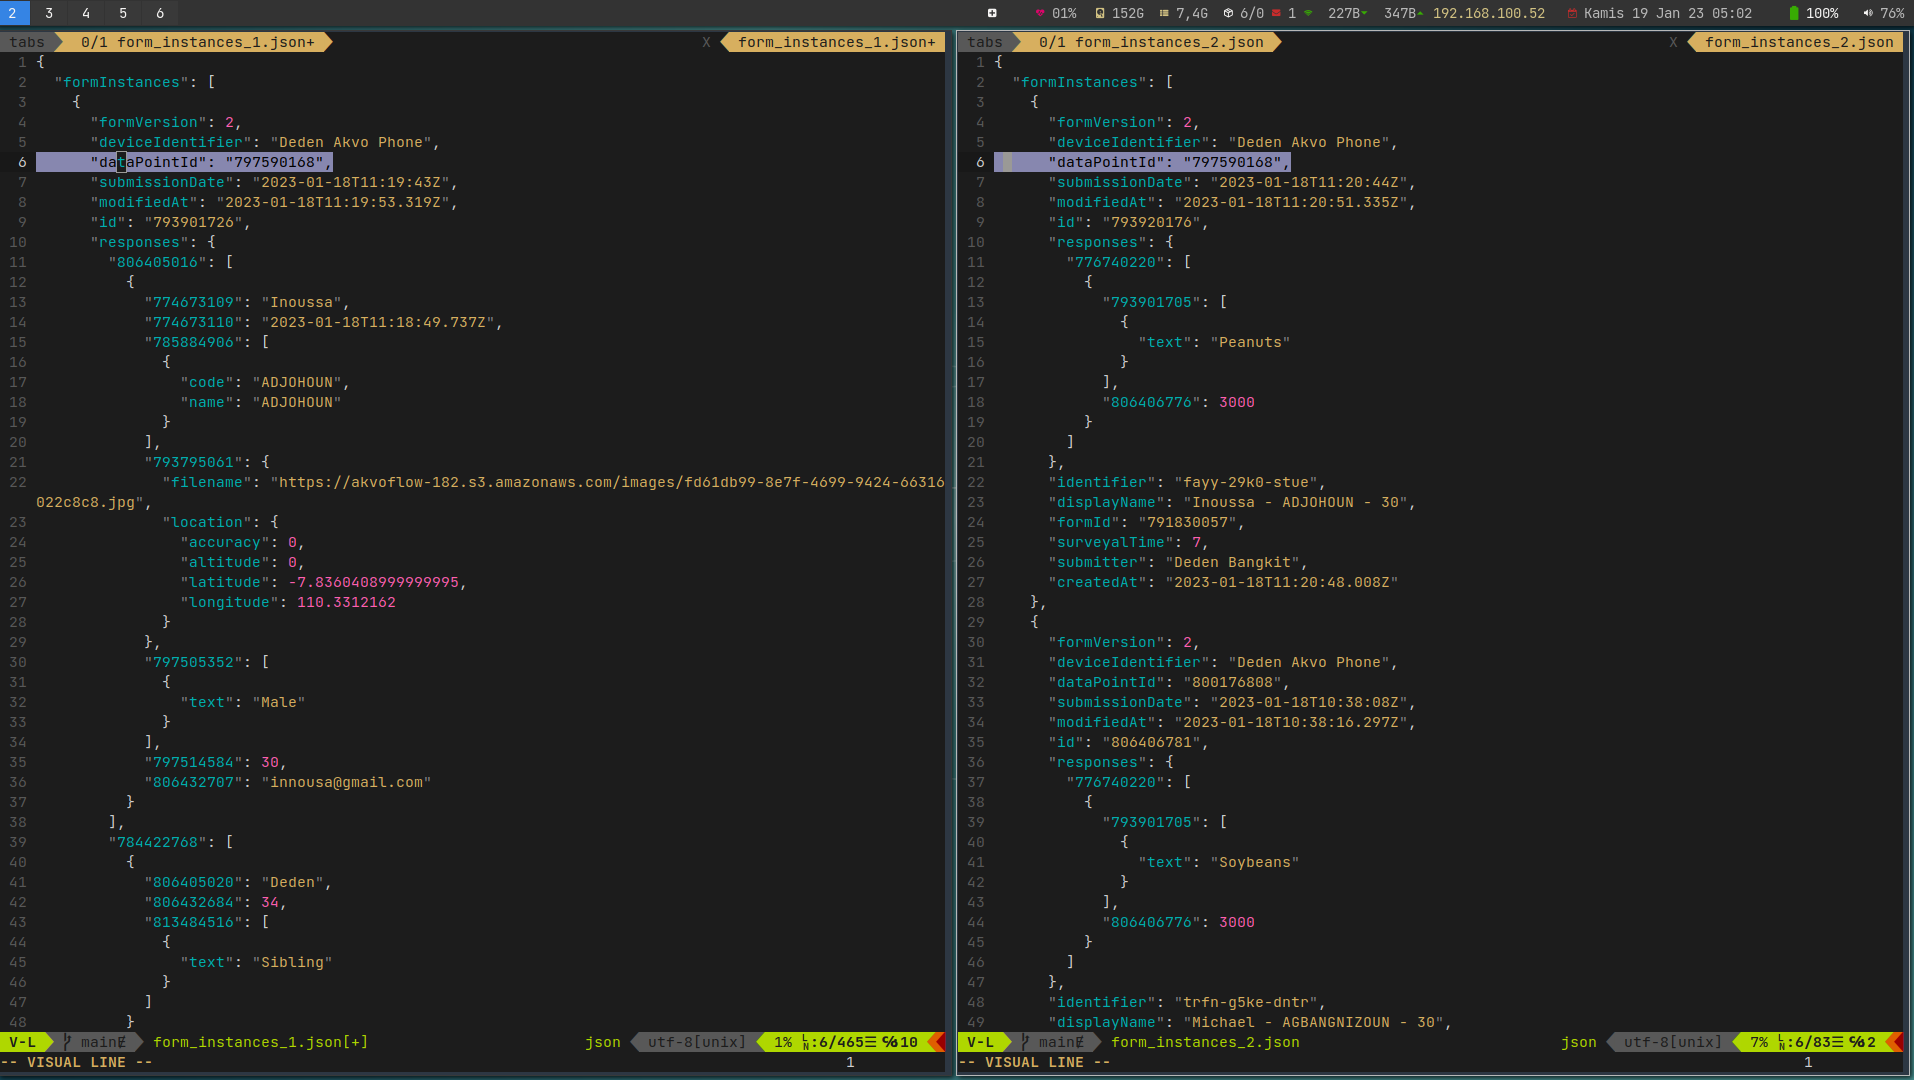 2 3 4 5 6 01% 152G 7,4G 6/0 1 227B 347B 192.168.100.52 Kamis 19 Jan 23 05:02 100% 76%
tabs 0/1 form_instances_1.json+ X form_instances_1.json+
1 {
2 "formInstances": [
3 {
4 "formVersion": 2,
5 "deviceIdentifier": "Deden Akvo Phone",
6 "dataPointId": "797590168",
7 "submissionDate": "2023-01-18T11:19:43Z",
8 "modifiedAt": "2023-01-18T11:19:53.319Z",
9 "id": "793901726",
10 "responses": {
11 "806405016": [
12 {
13 "774673109": "Inoussa",
14 "774673110": "2023-01-18T11:18:49.737Z",
15 "785884906": [
16 {
17 "code": "ADJOHOUN",
18 "name": "ADJOHOUN"
19 }
20 ],
21 "793795061": {
22 "filename": "https://akvoflow-182.s3.amazonaws.com/images/fd61db99-8e7f-4699-9424-66316
022c8c8.jpg",
23 "location": {
24 "accuracy": 0,
25 "altitude": 0,
26 "latitude": -7.8360408999999995,
27 "longitude": 110.3312162
28 }
29 },
30 "797505352": [
31 {
32 "text": "Male"
33 }
34 ],
35 "797514584": 30,
36 "806432707": "innousa@gmail.com"
37 }
38 ],
39 "784422768": [
40 {
41 "806405020": "Deden",
42 "806432684": 34,
43 "813484516": [
44 {
45 "text": "Sibling"
46 }
47 ]
48 }
V-L main form_instances_1.json[+] json utf-8[unix] 1% LN:6/465☰ ℅10
-- VISUAL LINE -- 1
tabs 0/1 form_instances_2.json X form_instances_2.json
1 {
2 "formInstances": [
3 {
4 "formVersion": 2,
5 "deviceIdentifier": "Deden Akvo Phone",
6 "dataPointId": "797590168",
7 "submissionDate": "2023-01-18T11:20:44Z",
8 "modifiedAt": "2023-01-18T11:20:51.335Z",
9 "id": "793920176",
10 "responses": {
11 "776740220": [
12 {
13 "793901705": [
14 {
15 "text": "Peanuts"
16 }
17 ],
18 "806406776": 3000
19 }
20 ]
21 },
22 "identifier": "fayy-29k0-stue",
23 "displayName": "Inoussa - ADJOHOUN - 30",
24 "formId": "791830057",
25 "surveyalTime": 7,
26 "submitter": "Deden Bangkit",
27 "createdAt": "2023-01-18T11:20:48.008Z"
28 },
29 {
30 "formVersion": 2,
31 "deviceIdentifier": "Deden Akvo Phone",
32 "dataPointId": "800176808",
33 "submissionDate": "2023-01-18T10:38:08Z",
34 "modifiedAt": "2023-01-18T10:38:16.297Z",
35 "id": "806406781",
36 "responses": {
37 "776740220": [
38 {
39 "793901705": [
40 {
41 "text": "Soybeans"
42 }
43 ],
44 "806406776": 3000
45 }
46 ]
47 },
48 "identifier": "trfn-g5ke-dntr",
49 "displayName": "Michael - AGBANGNIZOUN - 30",
V-L main form_instances_2.json json utf-8[unix] 7% LN:6/83☰ ℅2
-- VISUAL LINE -- 1